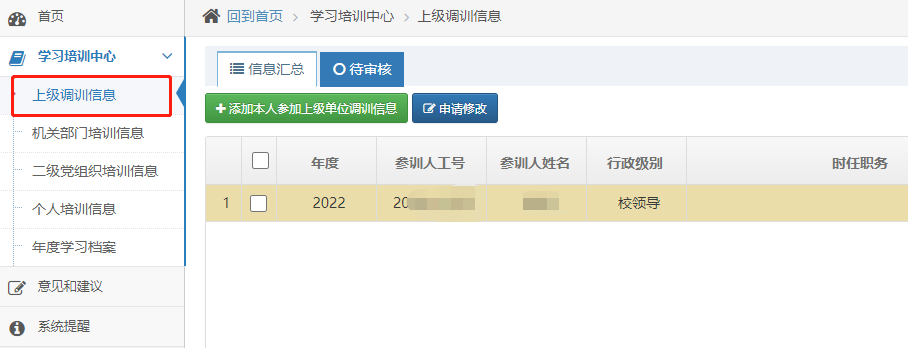 首页
学习培训中心
上级调训信息
机关部门培训信息
二级党组织培训信息
个人培训信息
年度学习档案
意见和建议
系统提醒
回到首页 > 学习培训中心 > 上级调训信息
信息汇总 待审核
添加本人参加上级单位调训信息 申请修改
年度 参训人工号 参训人姓名 行政级别 时任职务
1 2022 20 校领导